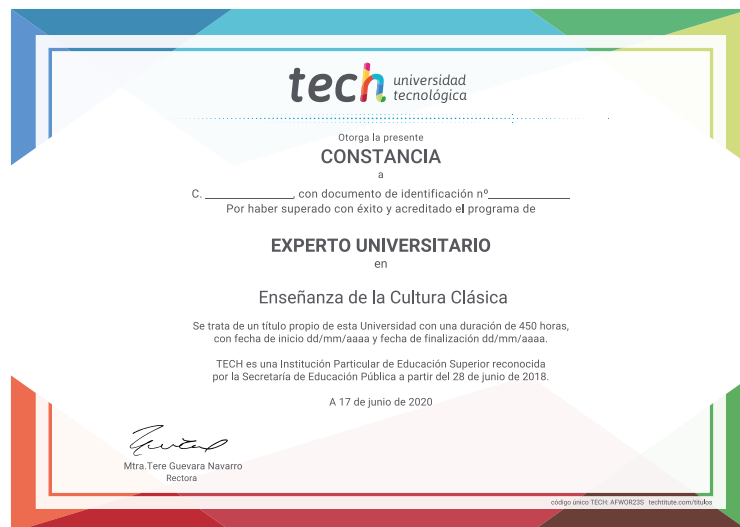 tech universidad
tecnológica
Otorga la presente
CONSTANCIA
a
C. ______________, con documento de identificación nº______________
Por haber superado con éxito y acreditado el programa de
EXPERTO UNIVERSITARIO
en
Enseñanza de la Cultura Clásica
Se trata de un título propio de esta Universidad con una duración de 450 horas,
con fecha de inicio dd/mm/aaaa y fecha de finalización dd/mm/aaaa.
TECH es una Institución Particular de Educación Superior reconocida
por la Secretaría de Educación Pública a partir del 28 de junio de 2018.
A 17 de junio de 2020
Mtra.Tere Guevara Navarro
Rectora
código único TECH: AFWOR23S techtitute.com/titulos